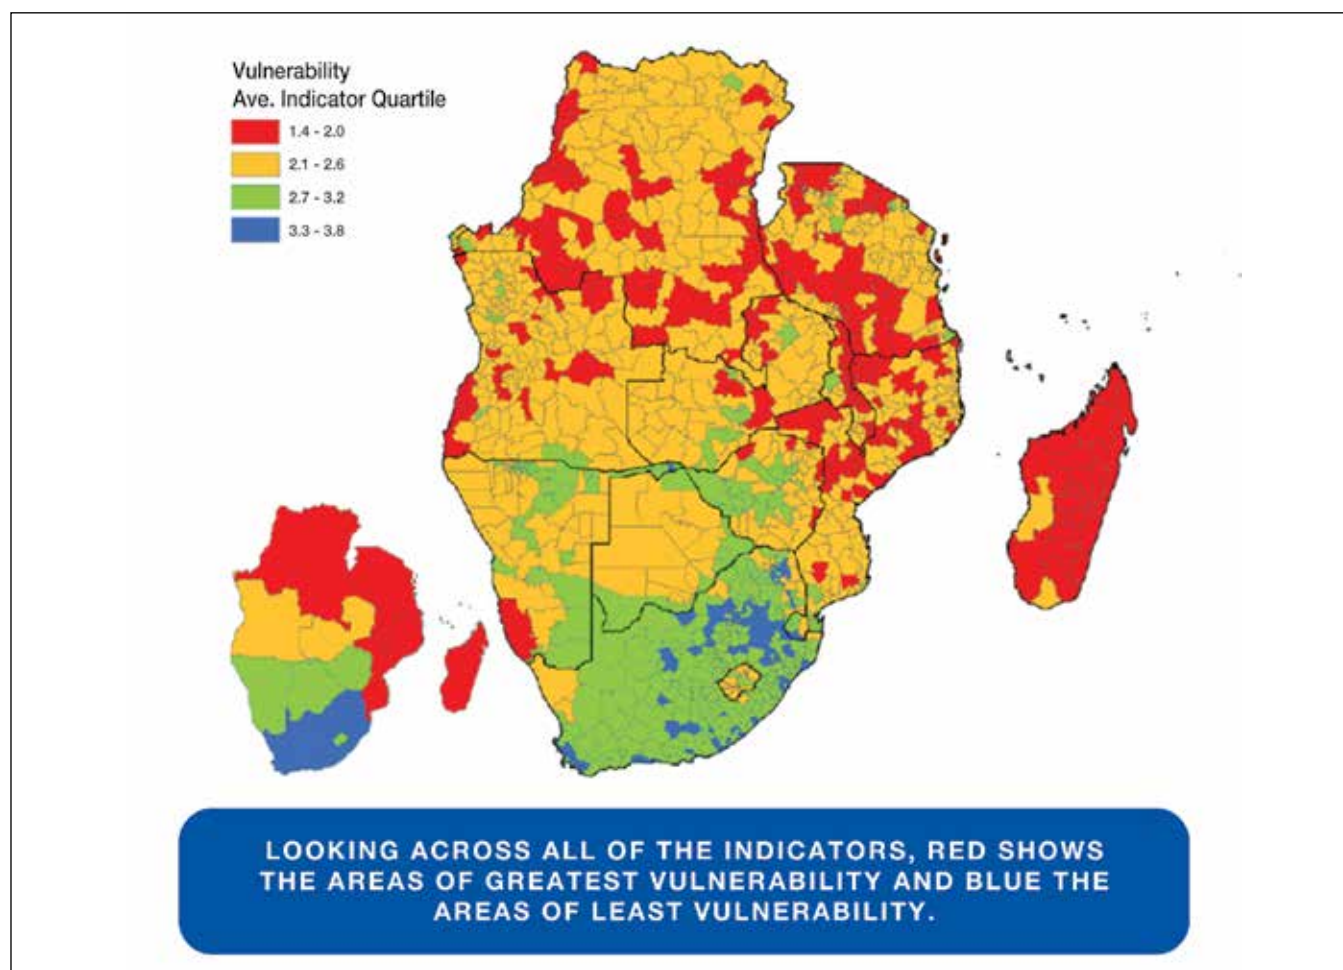 Vulnerability
Ave. Indicator Quartile
1.4 - 2.0
2.1 - 2.6
2.7 - 3.2
3.3 - 3.8
LOOKING ACROSS ALL OF THE INDICATORS, RED SHOWS
THE AREAS OF GREATEST VULNERABILITY AND BLUE THE
AREAS OF LEAST VULNERABILITY.